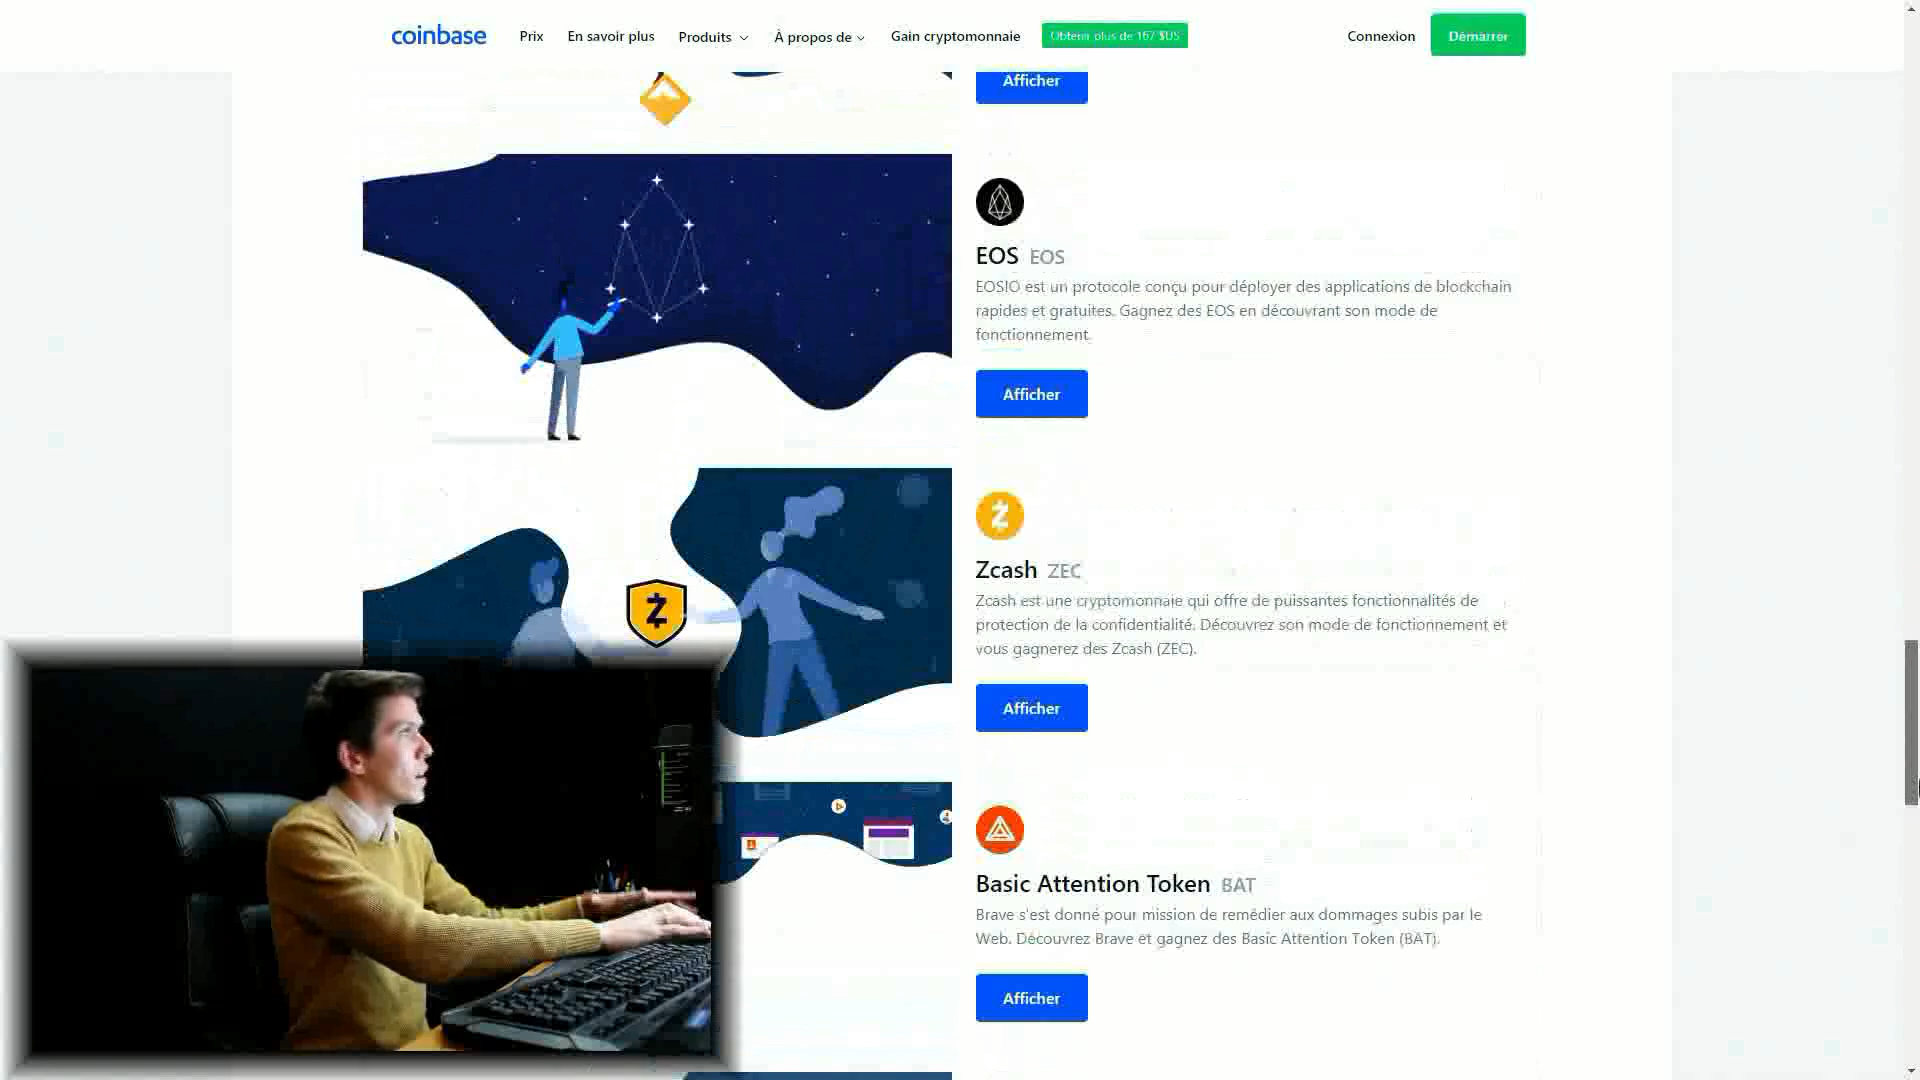 coinbase
Prix
En savoir plus
Produits
À propos de
Gain cryptomonnaie
Obtenir plus de 167 $US
Connexion
Démarrer
Afficher
EOS EOS
EOSIO est un protocole conçu pour déployer des applications de blockchain
rapides et gratuites. Gagnez des EOS en découvrant son mode de
fonctionnement.
Afficher
Zcash ZEC
Zcash est une cryptomonnaie qui offre de puissantes fonctionnalités de
protection de la confidentialité. Découvrez son mode de fonctionnement et
vous gagnerez des Zcash (ZEC).
Afficher
Basic Attention Token BAT
Brave s'est donné pour mission de remédier aux dommages subis par le
Web. Découvrez Brave et gagnez des Basic Attention Token (BAT).
Afficher